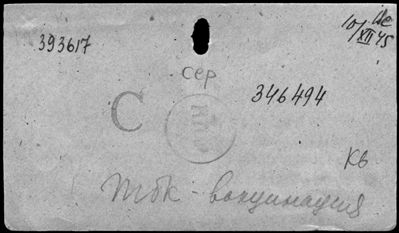 393617
10/XII 45
сер
С
346494
Кв
Тбк - вакцинация